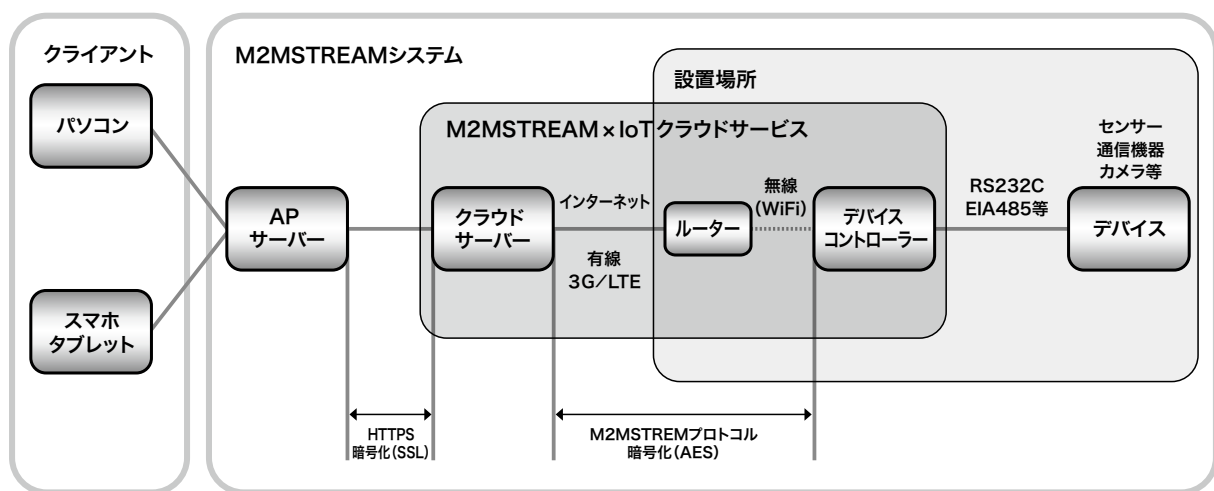 クライアント
パソコン
スマホ
タブレット
M2MSTREAMシステム
AP
サーバー
設置場所
M2MSTREAM×IoTクラウドサービス
クラウド
サーバー
インターネット
有線
3G/LTE
ルーター
無線
(WiFi)
デバイス
コントローラー
RS232C
EIA485等
センサー
通信機器
カメラ等
デバイス
HTTPS
暗号化(SSL)
M2MSTREMプロトコル
暗号化(AES)